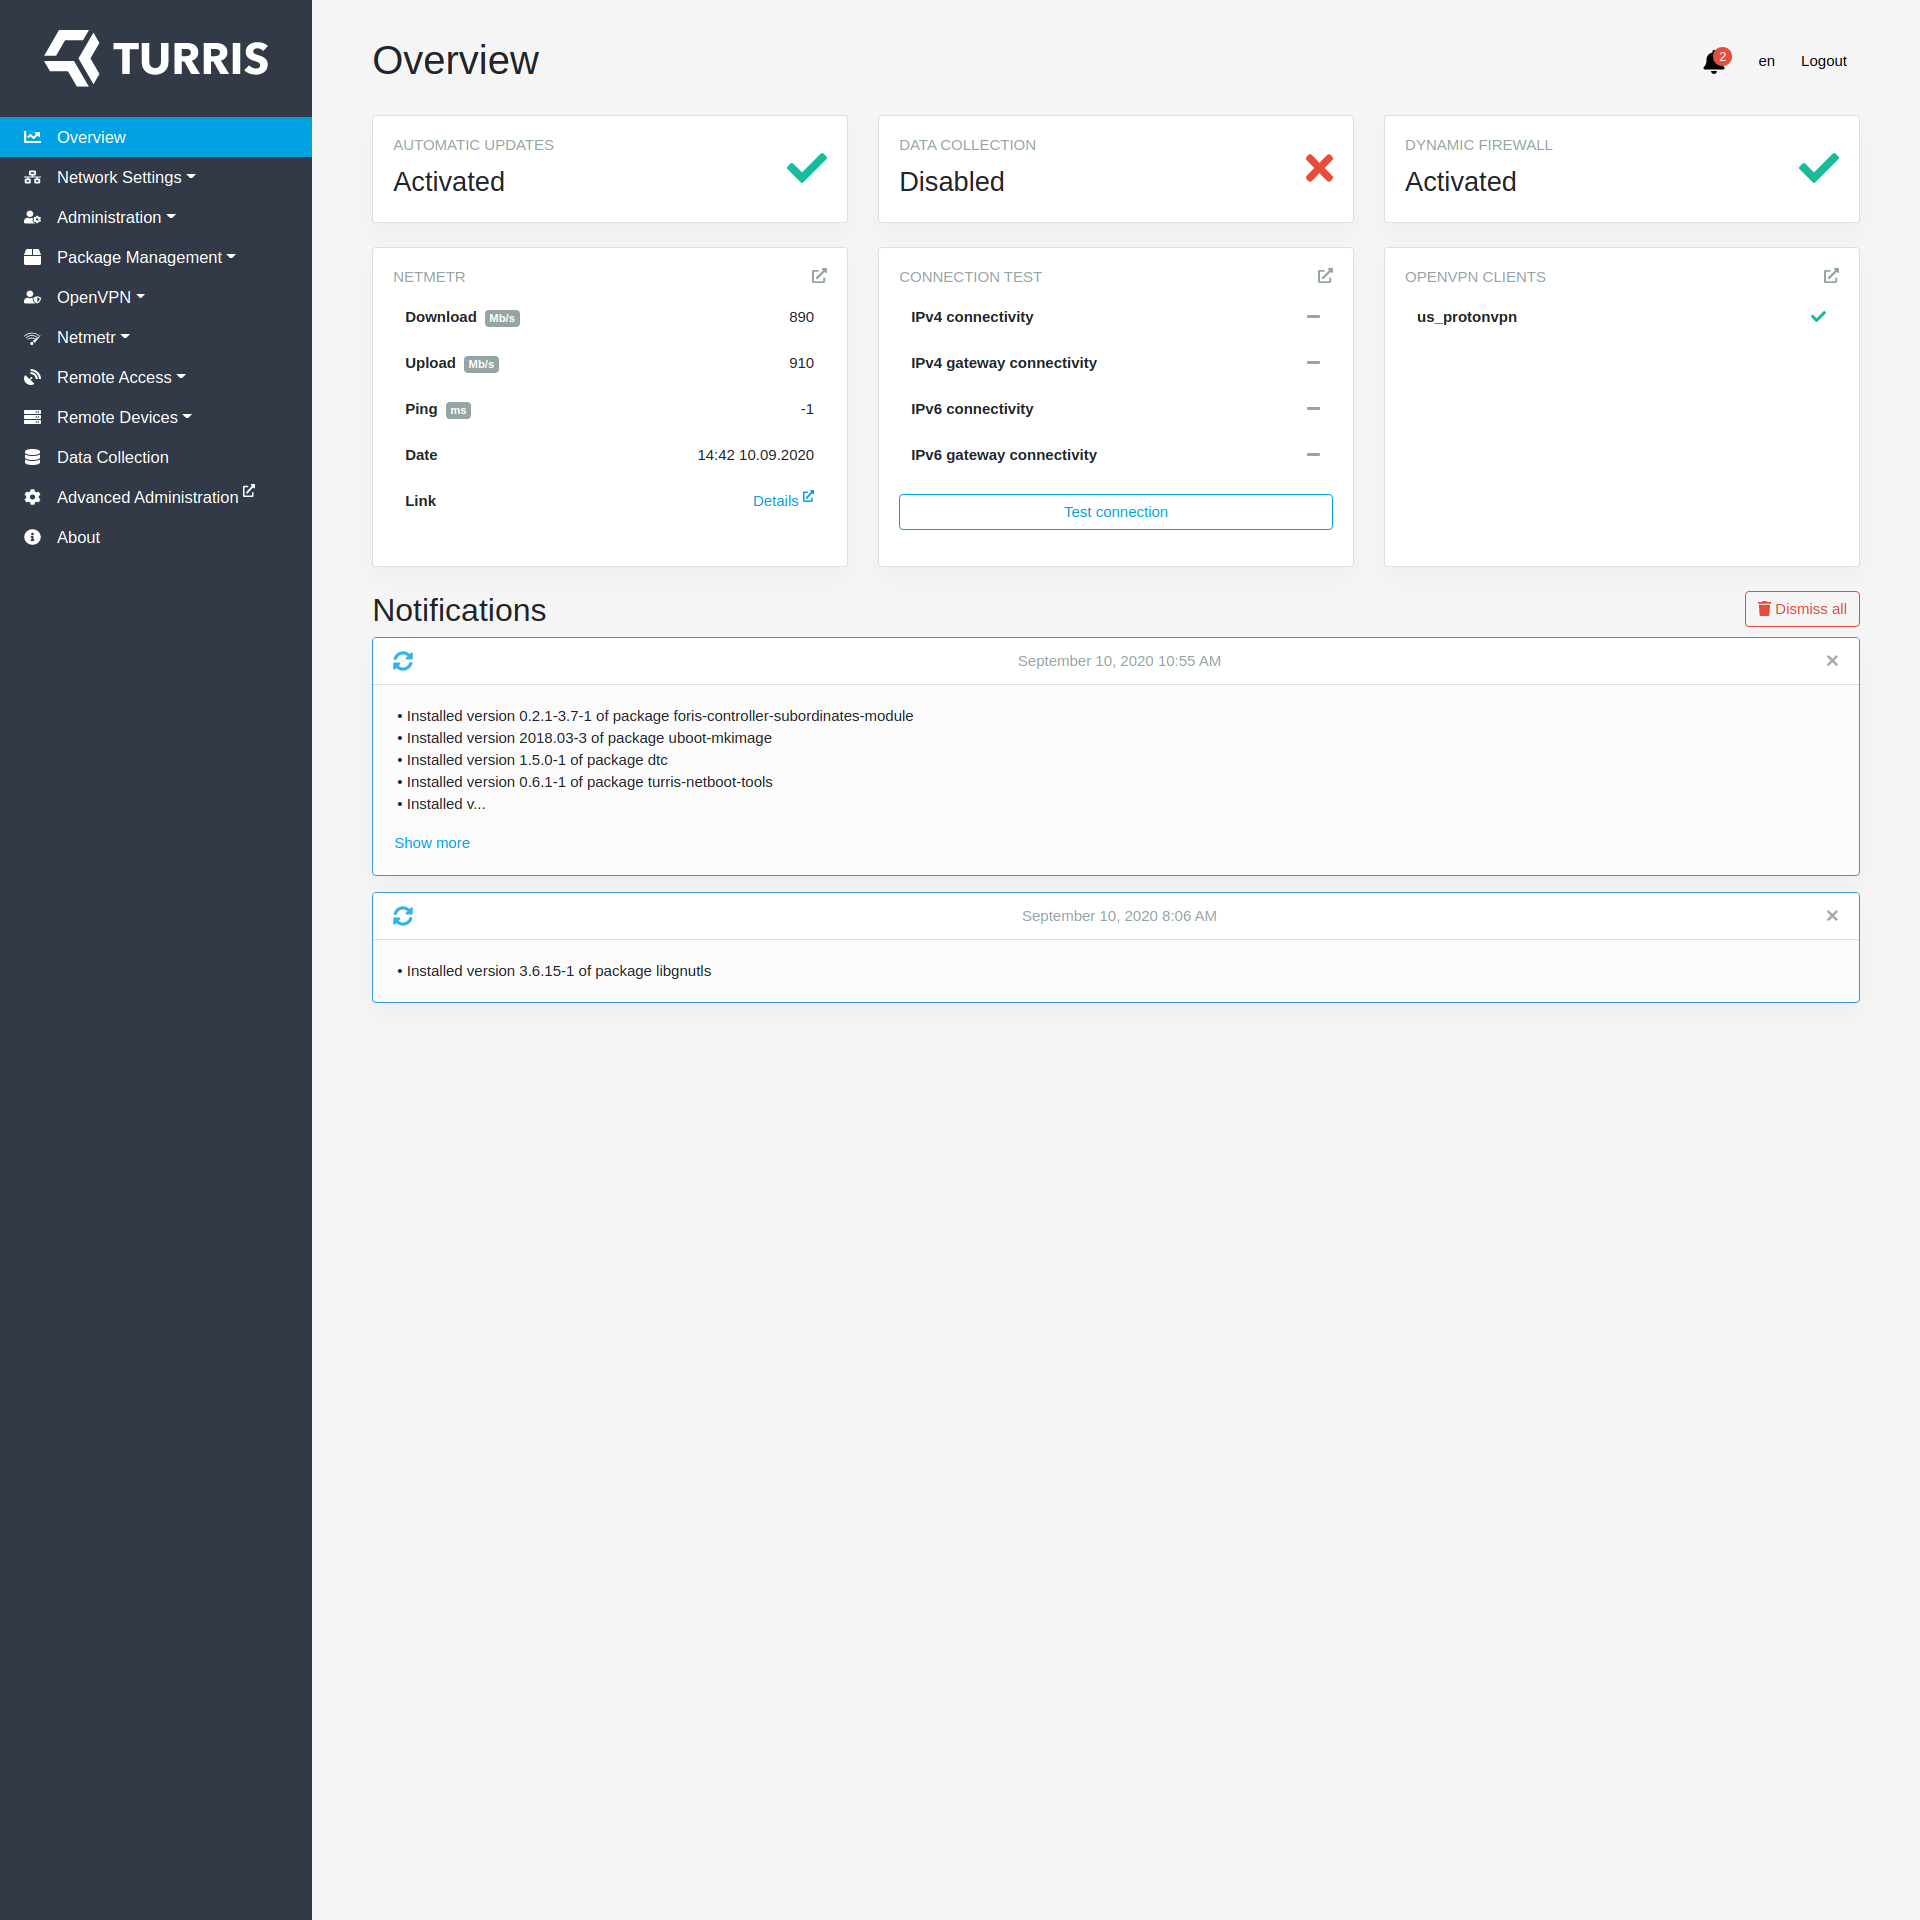 TURRIS
Overview
Network Settings
Administration
Package Management
OpenVPN
Netmetr
Remote Access
Remote Devices
Data Collection
Advanced Administration
About
Overview
2
en
Logout
AUTOMATIC UPDATES
Activated
DATA COLLECTION
Disabled
DYNAMIC FIREWALL
Activated
NETMETR
Download Mb/s 890
Upload Mb/s 910
Ping ms -1
Date 14:42 10.09.2020
Link Details
CONNECTION TEST
IPv4 connectivity
IPv4 gateway connectivity
IPv6 connectivity
IPv6 gateway connectivity
Test connection
OPENVPN CLIENTS
us_protonvpn
Notifications
Dismiss all
September 10, 2020 10:55 AM
• Installed version 0.2.1-3.7-1 of package foris-controller-subordinates-module
• Installed version 2018.03-3 of package uboot-mkimage
• Installed version 1.5.0-1 of package dtc
• Installed version 0.6.1-1 of package turris-netboot-tools
• Installed v...
Show more
September 10, 2020 8:06 AM
• Installed version 3.6.15-1 of package libgnutls